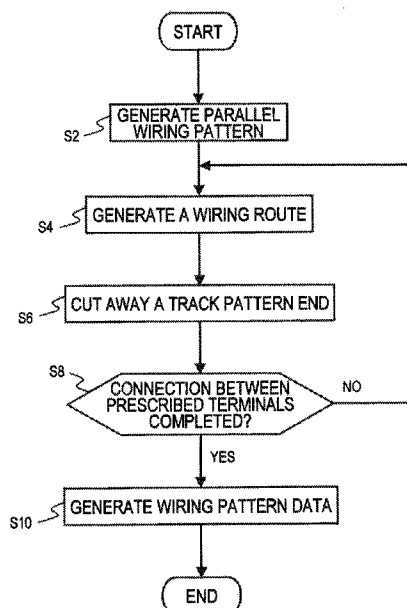 START
S2
GENERATE PARALLEL
WIRING PATTERN
S4
GENERATE A WIRING ROUTE
S6
CUT AWAY A TRACK PATTERN END
S8
CONNECTION BETWEEN
PRESCRIBED TERMINALS
COMPLETED?
NO
YES
S10
GENERATE WIRING PATTERN DATA
END